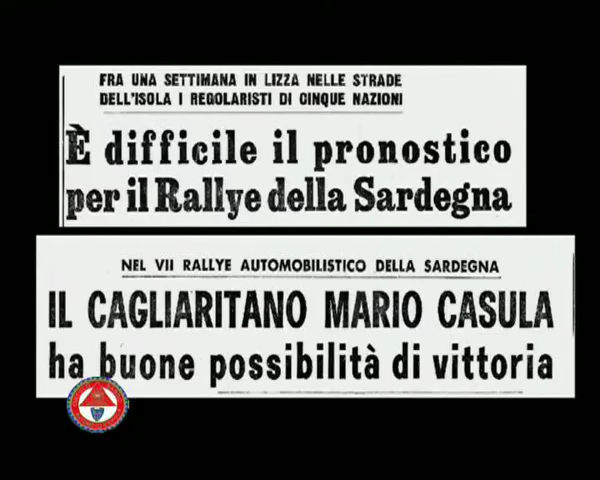 FRA UNA SETTIMANA IN LIZZA NELLE STRADE
DELL'ISOLA I REGOLARISTI DI CINQUE NAZIONI
È difficile il pronostico
per il Rallye della Sardegna
NEL VII RALLYE AUTOMOBILISTICO DELLA SARDEGNA
IL CAGLIARITANO MARIO CASULA
ha buone possibilità di vittoria